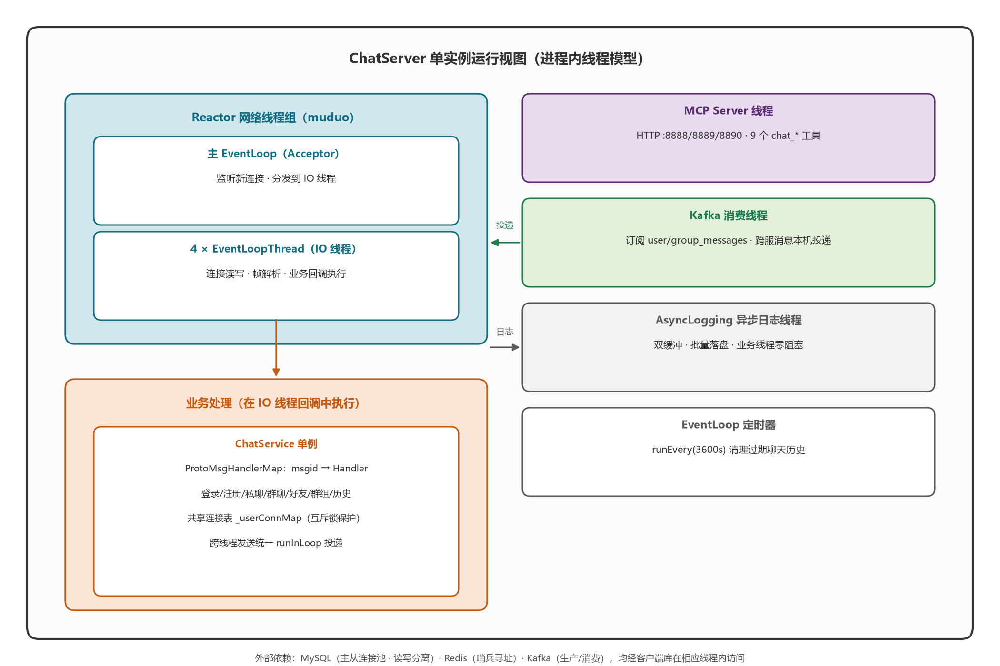 ChatServer 单实例运行视图（进程内线程模型）
Reactor 网络线程组（muduo）
主 EventLoop（Acceptor）
监听新连接 · 分发到 IO 线程
4 × EventLoopThread（IO 线程）
连接读写 · 帧解析 · 业务回调执行
业务处理（在 IO 线程回调中执行）
ChatService 单例
ProtoMsgHandlerMap：msgid → Handler
登录/注册/私聊/群聊/好友/群组/历史
共享连接表 _userConnMap（互斥锁保护）
跨线程发送统一 runInLoop 投递
投递
日志
MCP Server 线程
HTTP :8888/8889/8890 · 9 个 chat_* 工具
Kafka 消费线程
订阅 user/group_messages · 跨服消息本机投递
AsyncLogging 异步日志线程
双缓冲 · 批量落盘 · 业务线程零阻塞
EventLoop 定时器
runEvery(3600s) 清理过期聊天历史
外部依赖：MySQL（主从连接池 · 读写分离）· Redis（哨兵寻址）· Kafka（生产/消费），均经客户端库在相应线程内访问